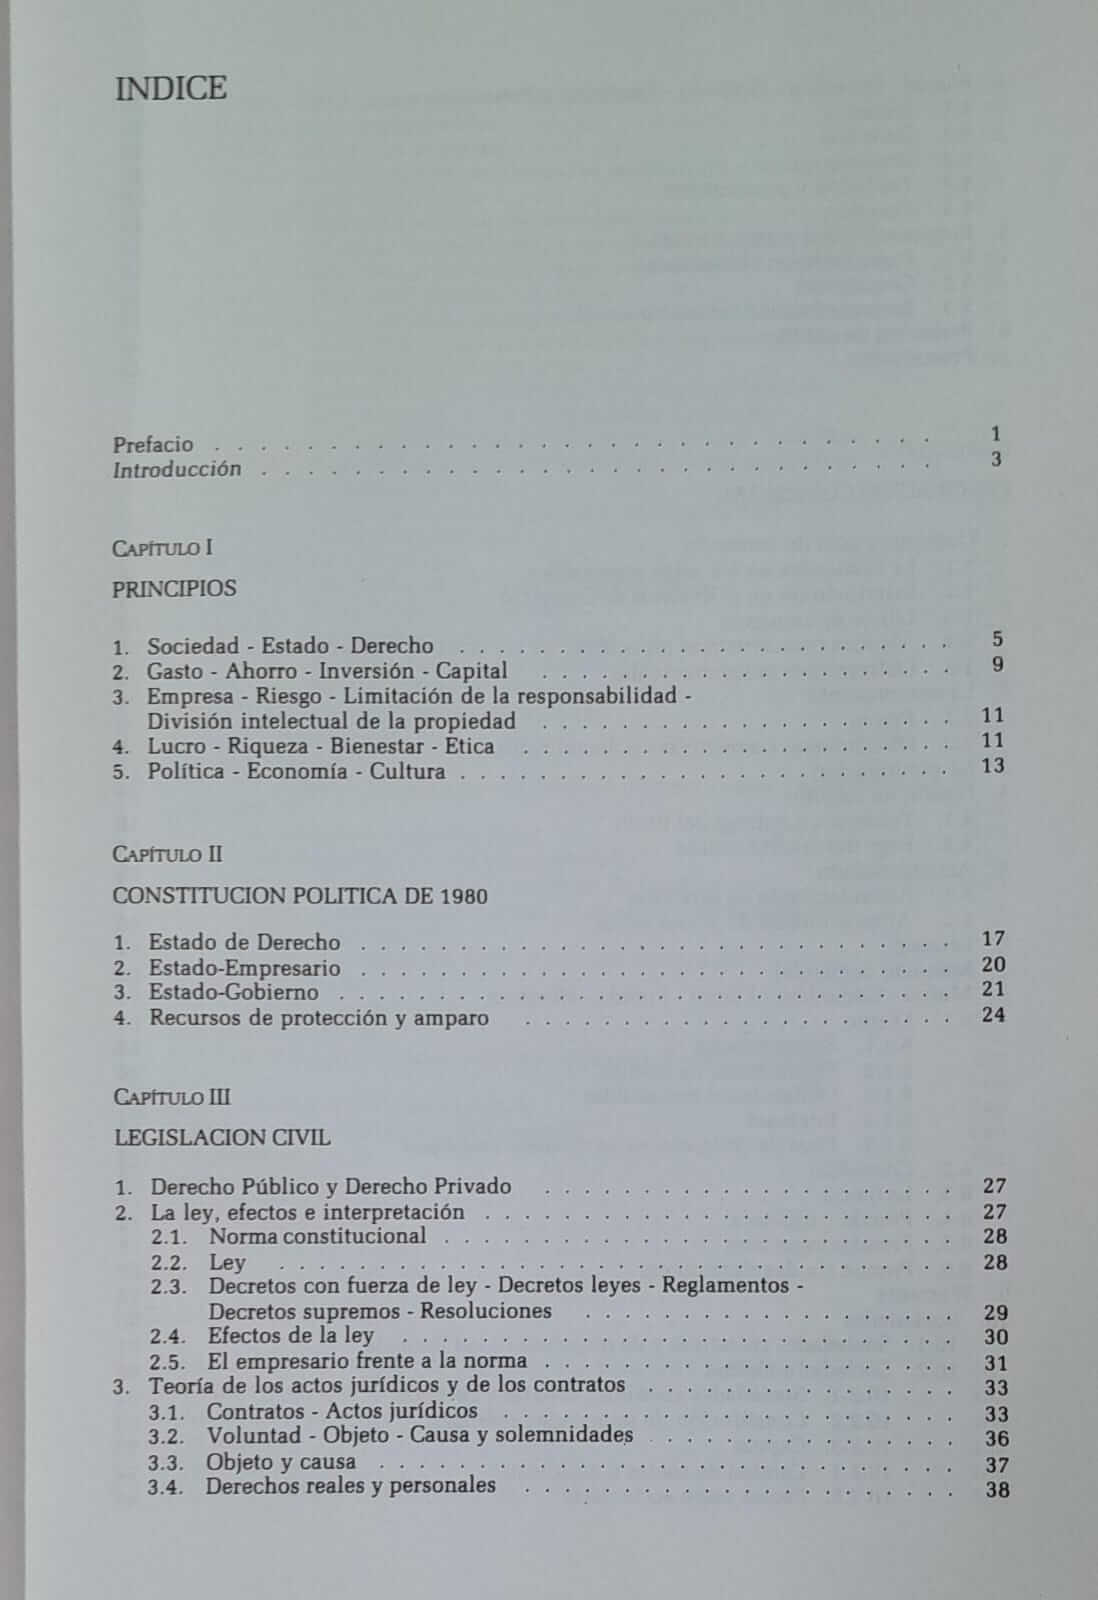 INDICE
Prefacio . . . . . . . . . . . . . . . . . . . . . . . . 1
Introducción . . . . . . . . . . . . . . . . . . . . . . 3
CAPÍTULO I
PRINCIPIOS
1. Sociedad - Estado - Derecho . . . . . . . . . . . . . . . . 5
2. Gasto - Ahorro - Inversión - Capital . . . . . . . . . . . . . 9
3. Empresa - Riesgo - Limitación de la responsabilidad -
División intelectual de la propiedad . . . . . . . . . . . . . 11
4. Lucro - Riqueza - Bienestar - Etica . . . . . . . . . . . . . 11
5. Política - Economía - Cultura . . . . . . . . . . . . . . . . 13
CAPÍTULO II
CONSTITUCION POLITICA DE 1980
1. Estado de Derecho . . . . . . . . . . . . . . . . . . . 17
2. Estado-Empresario . . . . . . . . . . . . . . . . . . . 20
3. Estado-Gobierno . . . . . . . . . . . . . . . . . . . . 21
4. Recursos de protección y amparo . . . . . . . . . . . . . 24
CAPÍTULO III
LEGISLACION CIVIL
1. Derecho Público y Derecho Privado . . . . . . . . . . . . . 27
2. La ley, efectos e interpretación . . . . . . . . . . . . . . . 27
2.1. Norma constitucional . . . . . . . . . . . . . . . . . 28
2.2. Ley . . . . . . . . . . . . . . . . . . . . . . 28
2.3. Decretos con fuerza de ley - Decretos leyes - Reglamentos -
Decretos supremos - Resoluciones . . . . . . . . . . . . 29
2.4. Efectos de la ley . . . . . . . . . . . . . . . . . . 30
2.5. El empresario frente a la norma . . . . . . . . . . . . . 31
3. Teoría de los actos jurídicos y de los contratos . . . . . . . . . . 33
3.1. Contratos - Actos jurídicos . . . . . . . . . . . . . . . 33
3.2. Voluntad - Objeto - Causa y solemnidades . . . . . . . . . . 36
3.3. Objeto y causa . . . . . . . . . . . . . . . . . . . 37
3.4. Derechos reales y personales . . . . . . . . . . . . . . 38